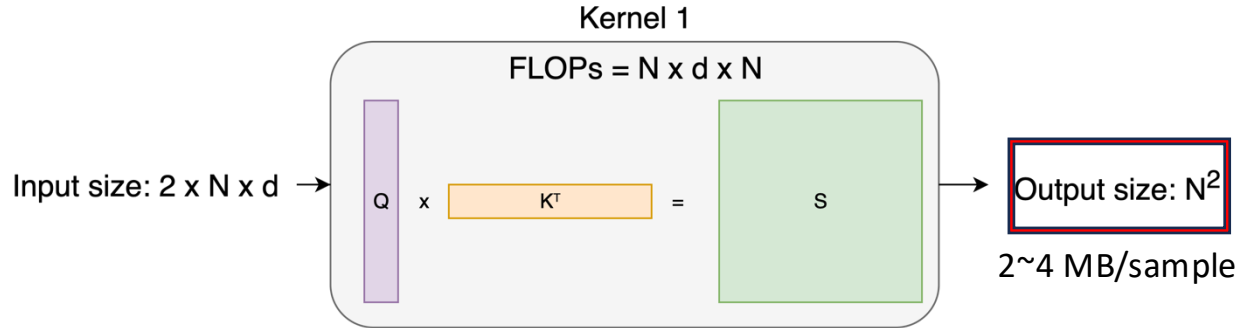 Kernel 1
FLOPs = N x d x N
Input size: 2 x N x d
Q x Kᵀ = S
Output size: N²
2~4 MB/sample